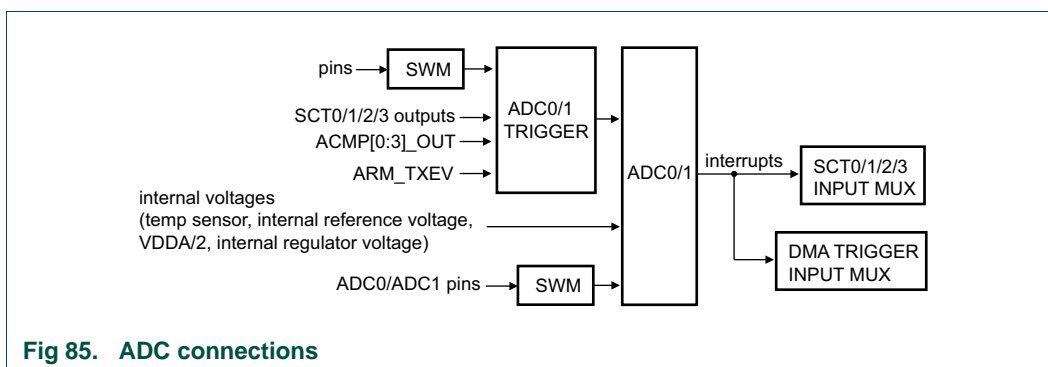 pins
SWM
SCT0/1/2/3 outputs
ACMP[0:3]_OUT
ARM_TXEV
ADC0/1
TRIGGER
internal voltages
(temp sensor, internal reference voltage,
VDDA/2, internal regulator voltage)
ADC0/ADC1 pins
SWM
ADC0/1
interrupts
SCT0/1/2/3
INPUT MUX
DMA TRIGGER
INPUT MUX
Fig 85. ADC connections